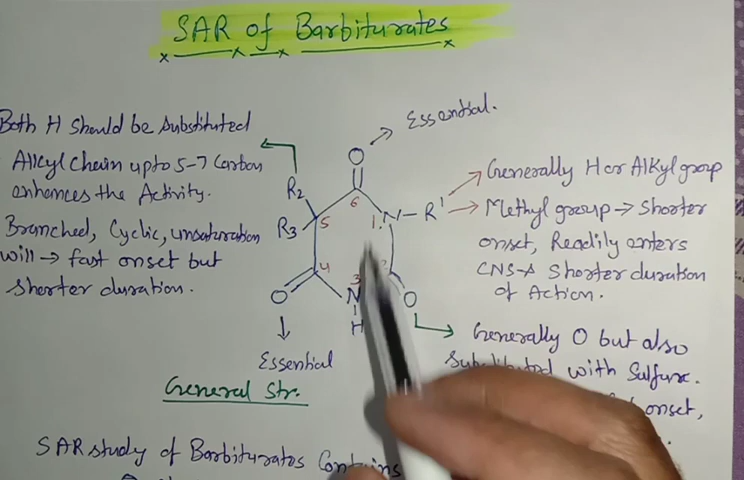 SAR of Barbiturates
Both H should be substituted
Alkyl chain upto 5-7 Carbon
enhances the Activity.
Branched, Cyclic, unsaturation
will → fast onset but
shorter duration.
Essential.
O
R2
R3
6
5
1
N
R'
4
3
2
O
N
H
O
Generally H or Alkyl group
Methyl group → Shorter
onset, Readily enters
CNS → Shorter duration
of Action.
Essential
Generally O but also
Substituted with Sulfur.
onset,
General Str.
SAR study of Barbiturates Contains